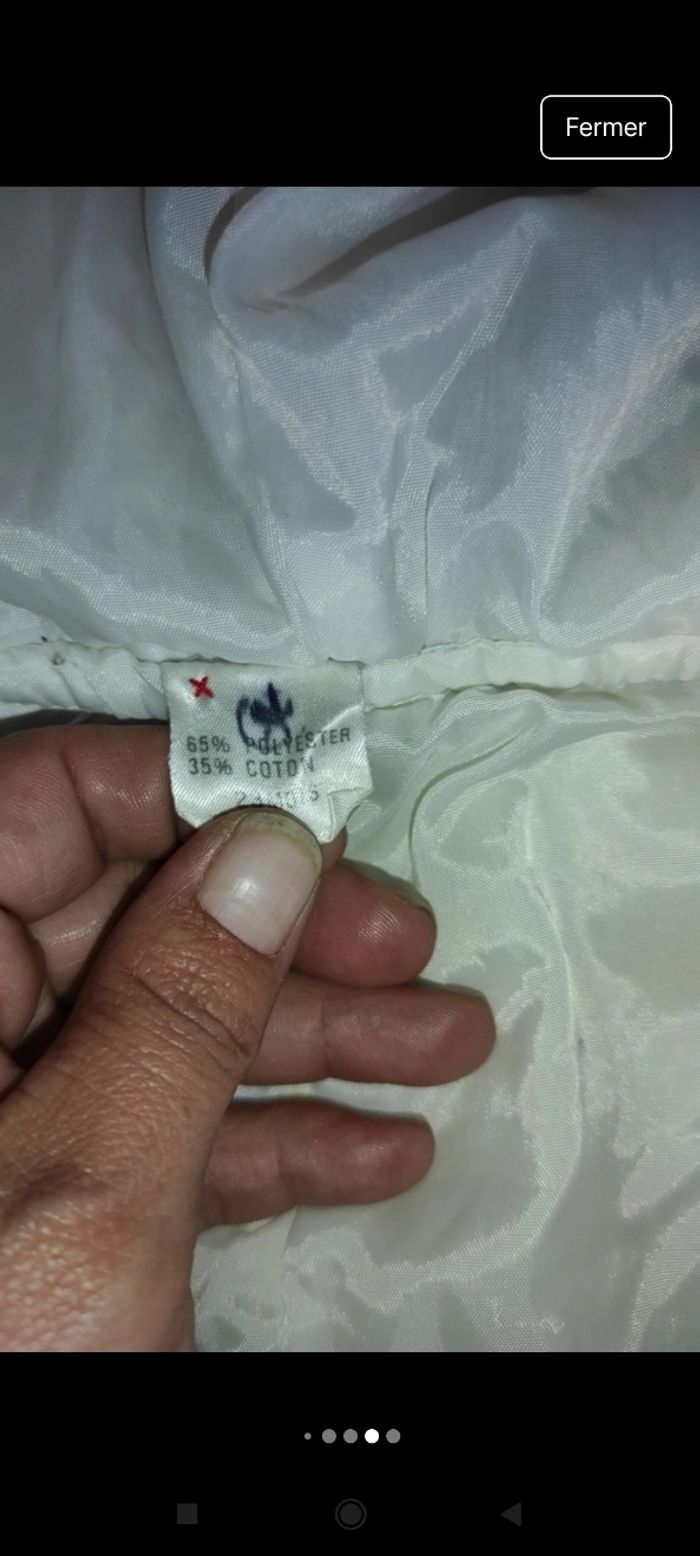 Fermer
65% POLYESTER
35% COTON